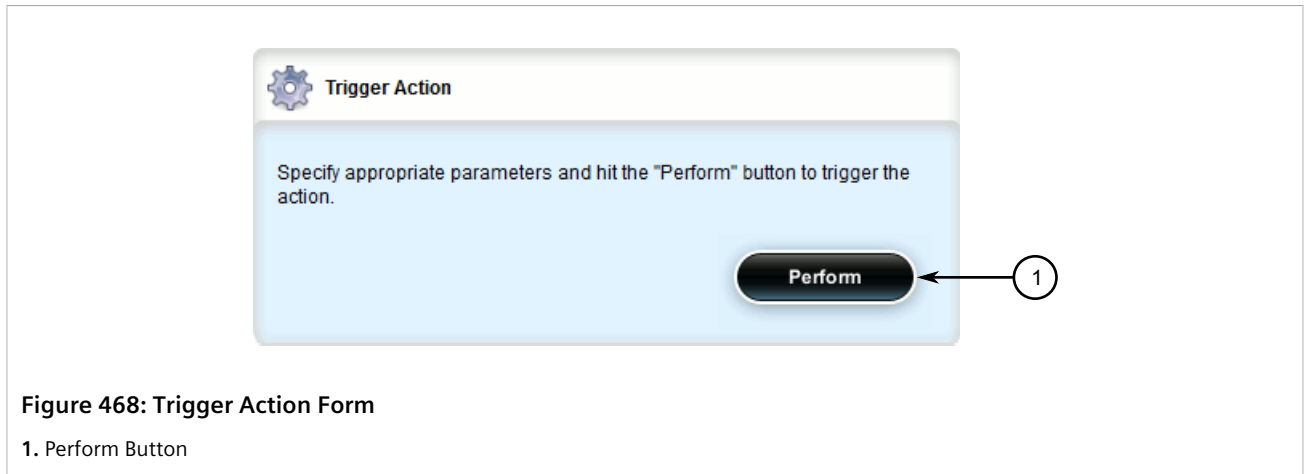 Trigger Action
Specify appropriate parameters and hit the "Perform" button to trigger the
action.
Perform
1
Figure 468: Trigger Action Form
1. Perform Button